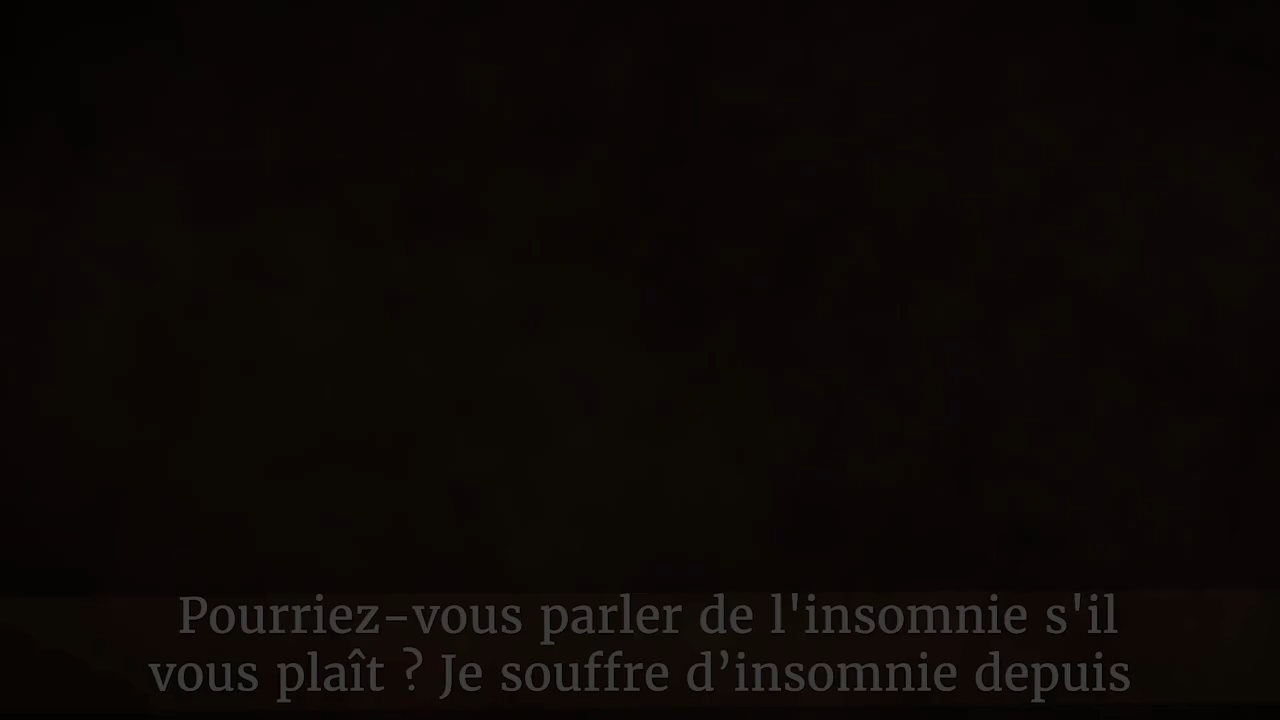 Pourriez-vous parler de l'insomnie s'il
vous plaît ? Je souffre d’insomnie depuis